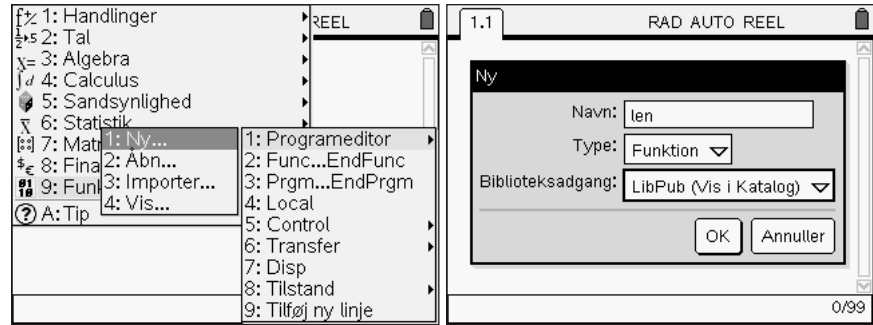 1: Handlinger
2: Tal
3: Algebra
4: Calculus
5: Sandsynlighed
6: Statistik
7: Matr
8: Fina
9: Funk
A: Tip
REEL
1: Ny...
2: Åbn...
3: Importer...
4: Vis...
1: Programeditor
2: Func...EndFunc
3: Prgm...EndPrgm
4: Local
5: Control
6: Transfer
7: Disp
8: Tilstand
9: Tilføj ny linje
1.1
RAD AUTO REEL
Ny
Navn: len
Type: Funktion
Biblioteksadgang: LibPub (Vis i Katalog)
OK Annuller
0/99